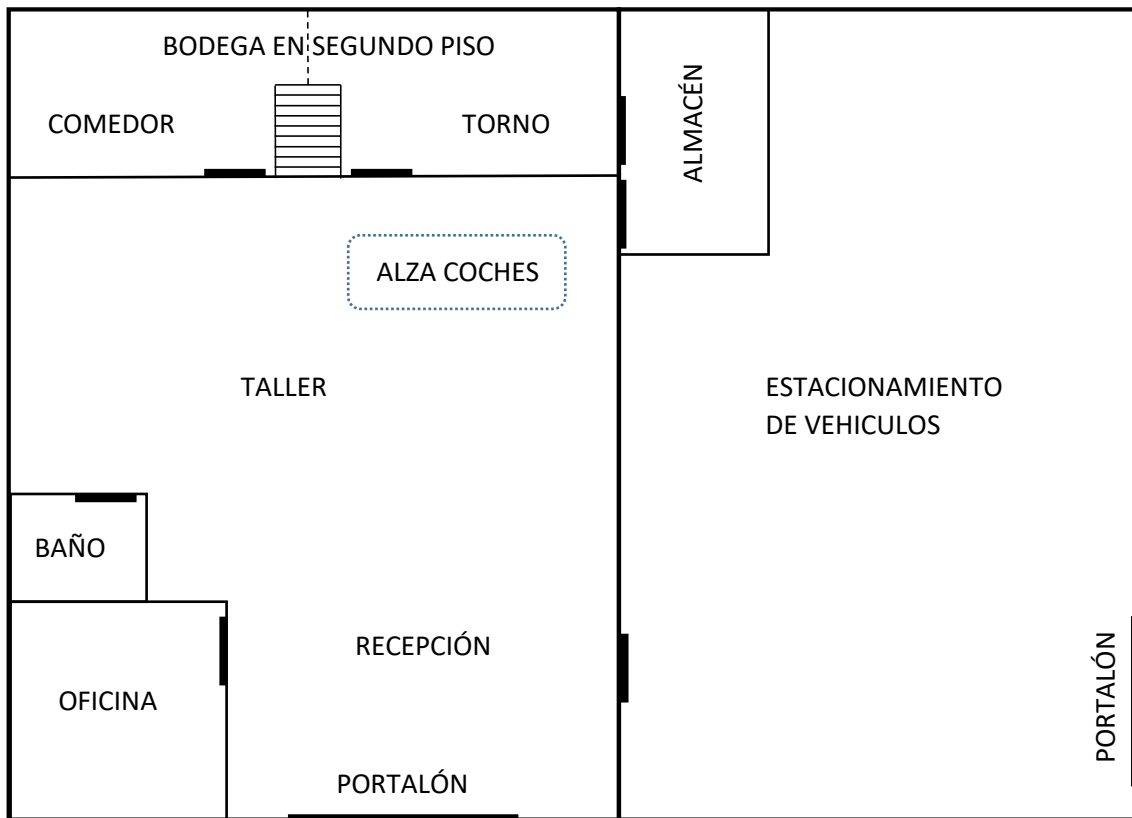 BODEGA EN SEGUNDO PISO
COMEDOR
TORNO
ALMACÉN
ALZA COCHES
TALLER
ESTACIONAMIENTO
DE VEHICULOS
BAÑO
RECEPCIÓN
OFICINA
PORTALÓN
PORTALÓN